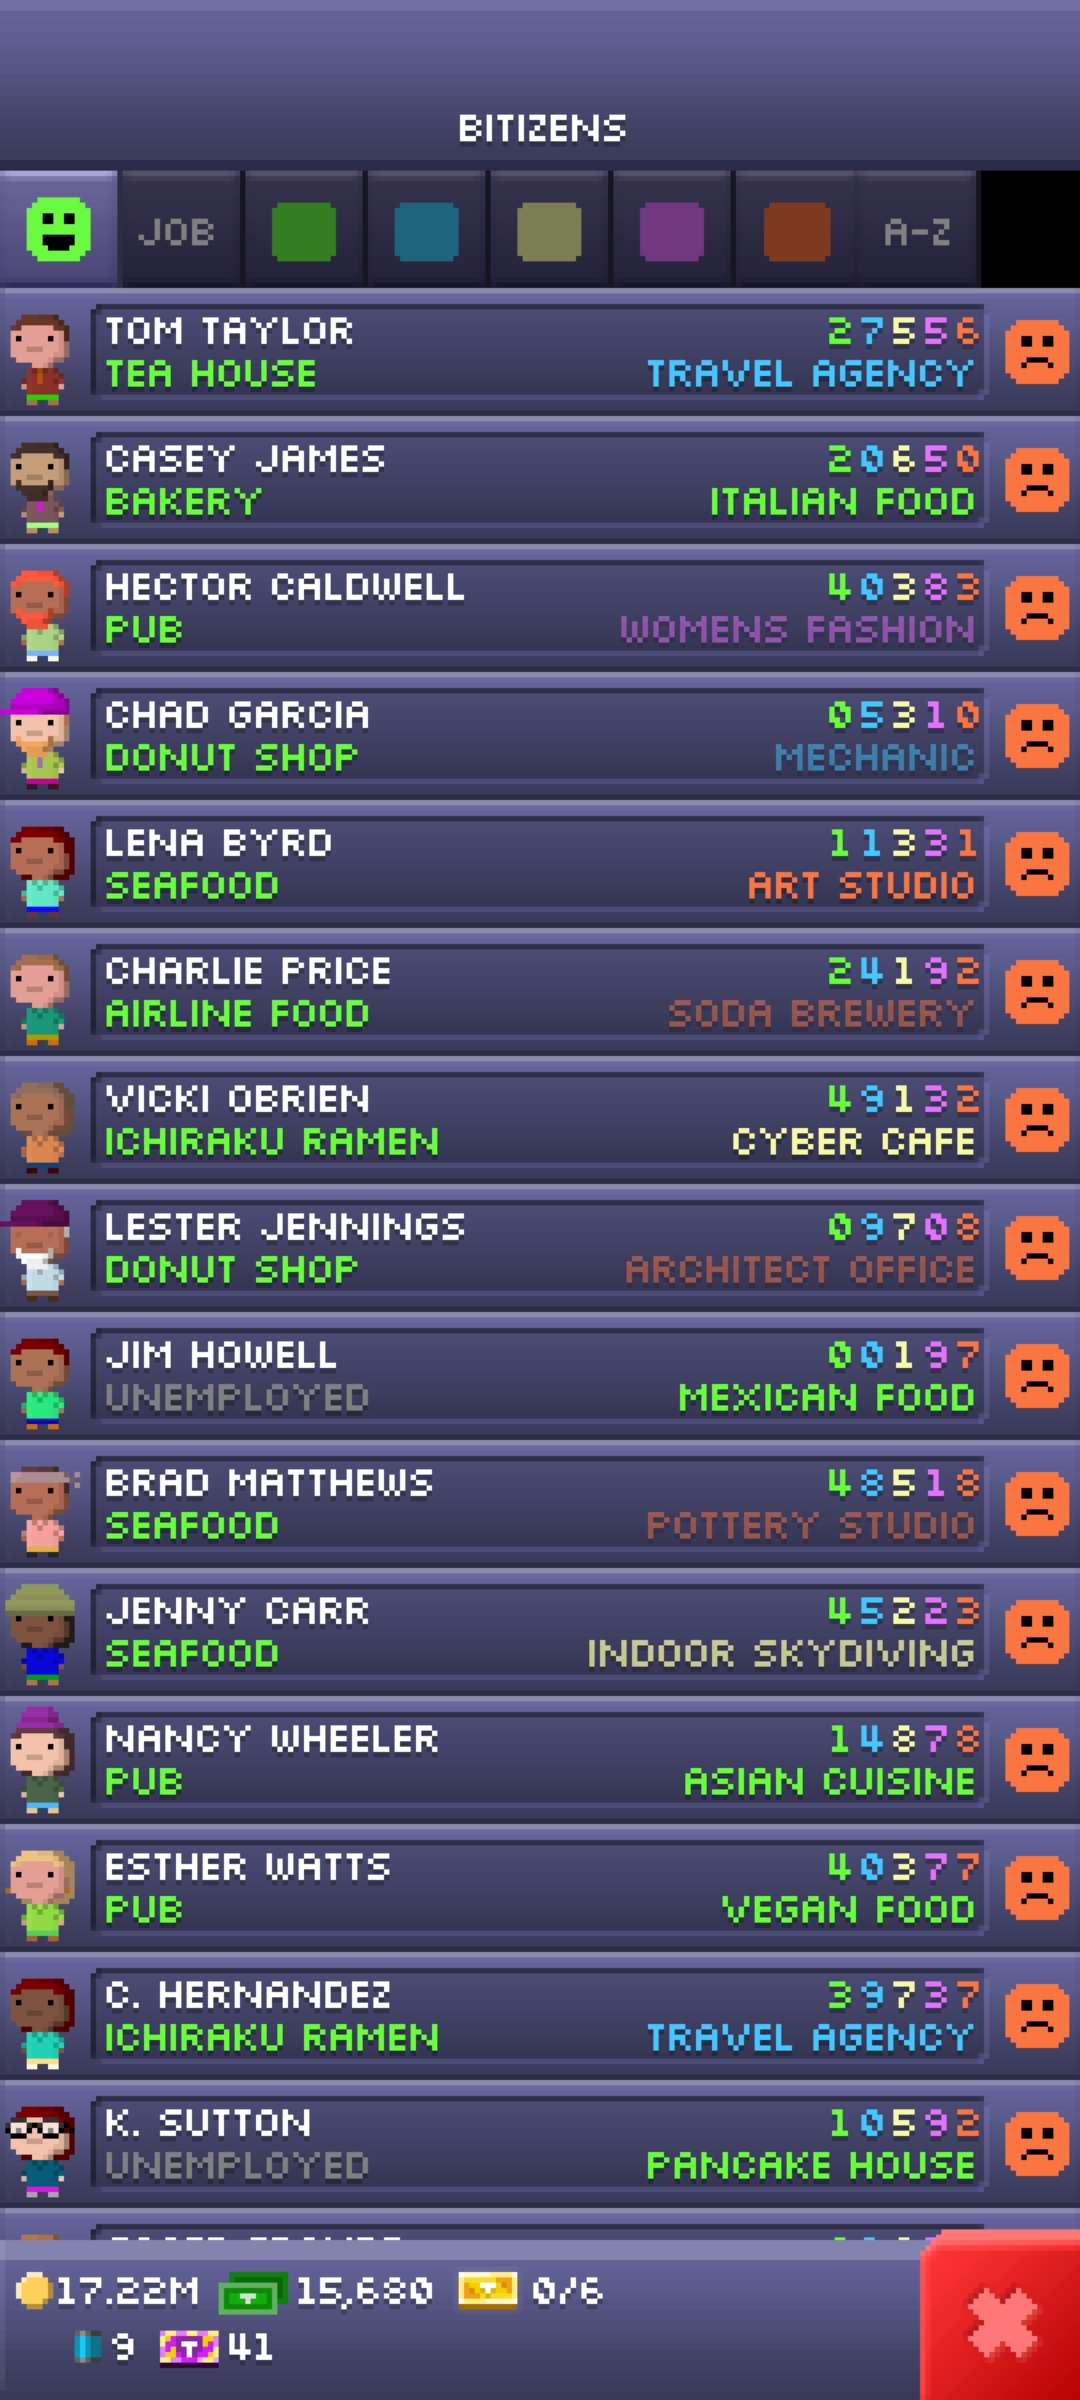 BITIZENS
JOB A-Z
TOM TAYLOR 27556
TEA HOUSE TRAVEL AGENCY
CASEY JAMES 20650
BAKERY ITALIAN FOOD
HECTOR CALDWELL 40383
PUB WOMENS FASHION
CHAD GARCIA 05310
DONUT SHOP MECHANIC
LENA BYRD 11331
SEAFOOD ART STUDIO
CHARLIE PRICE 24192
AIRLINE FOOD SODA BREWERY
VICKI OBRIEN 49132
ICHIRAKU RAMEN CYBER CAFE
LESTER JENNINGS 09708
DONUT SHOP ARCHITECT OFFICE
JIM HOWELL 00197
UNEMPLOYED MEXICAN FOOD
BRAD MATTHEWS 48518
SEAFOOD POTTERY STUDIO
JENNY CARR 45223
SEAFOOD INDOOR SKYDIVING
NANCY WHEELER 14878
PUB ASIAN CUISINE
ESTHER WATTS 40377
PUB VEGAN FOOD
C. HERNANDEZ 39737
ICHIRAKU RAMEN TRAVEL AGENCY
K. SUTTON 10592
UNEMPLOYED PANCAKE HOUSE
17.22M 15,680 0/6
9 T 41